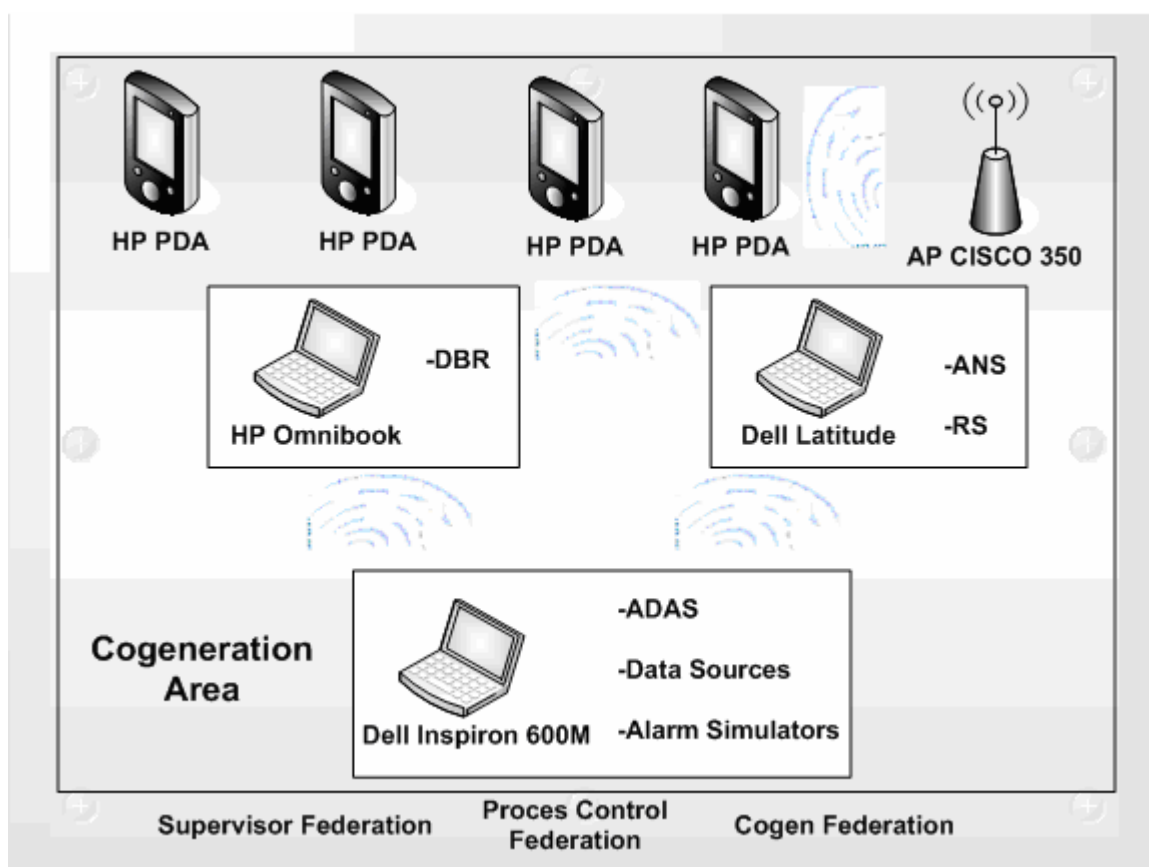 HP PDA
HP PDA
HP PDA
HP PDA
AP CISCO 350
-DBR
HP Omnibook
-ANS
-RS
Dell Latitude
Cogeneration
Area
-ADAS
-Data Sources
-Alarm Simulators
Dell Inspiron 600M
Supervisor Federation
Proces Control
Federation
Cogen Federation